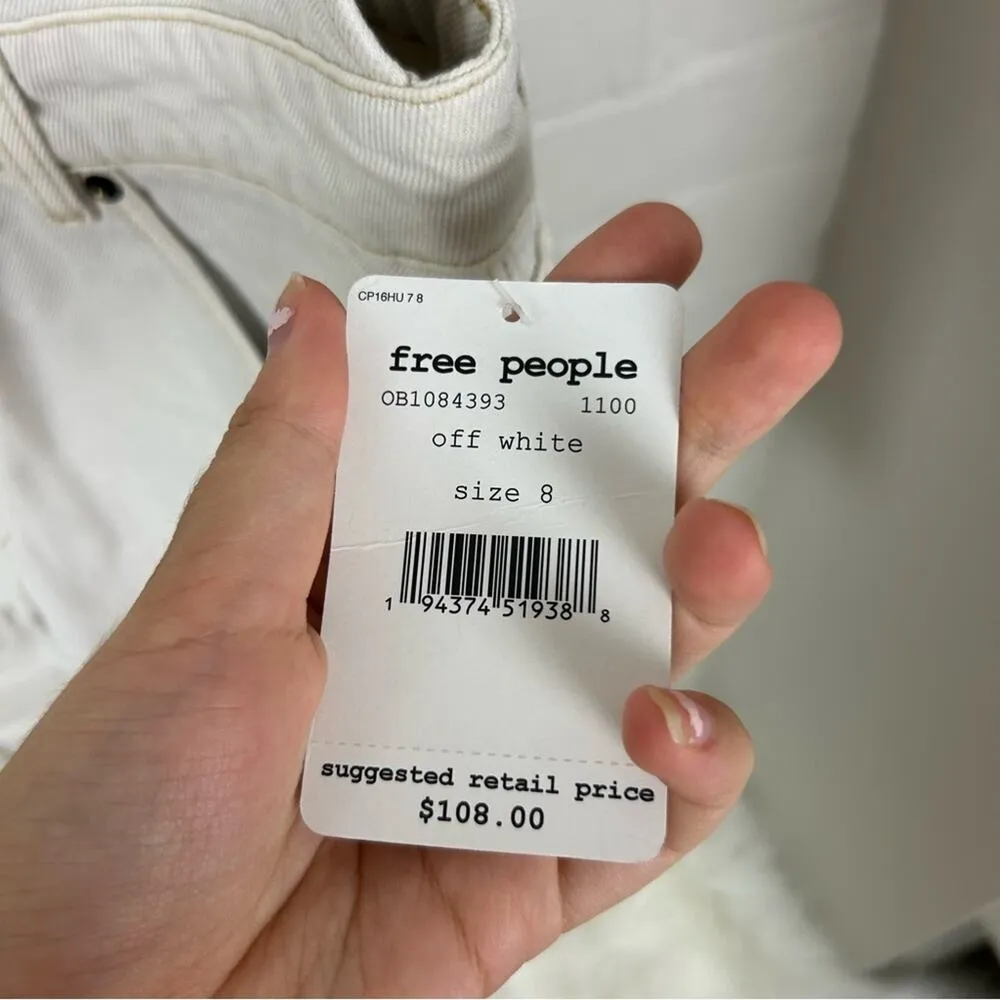 CP16HU 7 8
free people
OB1084393 1100
off white
size 8
1 94374 51938 8
suggested retail price
$108.00